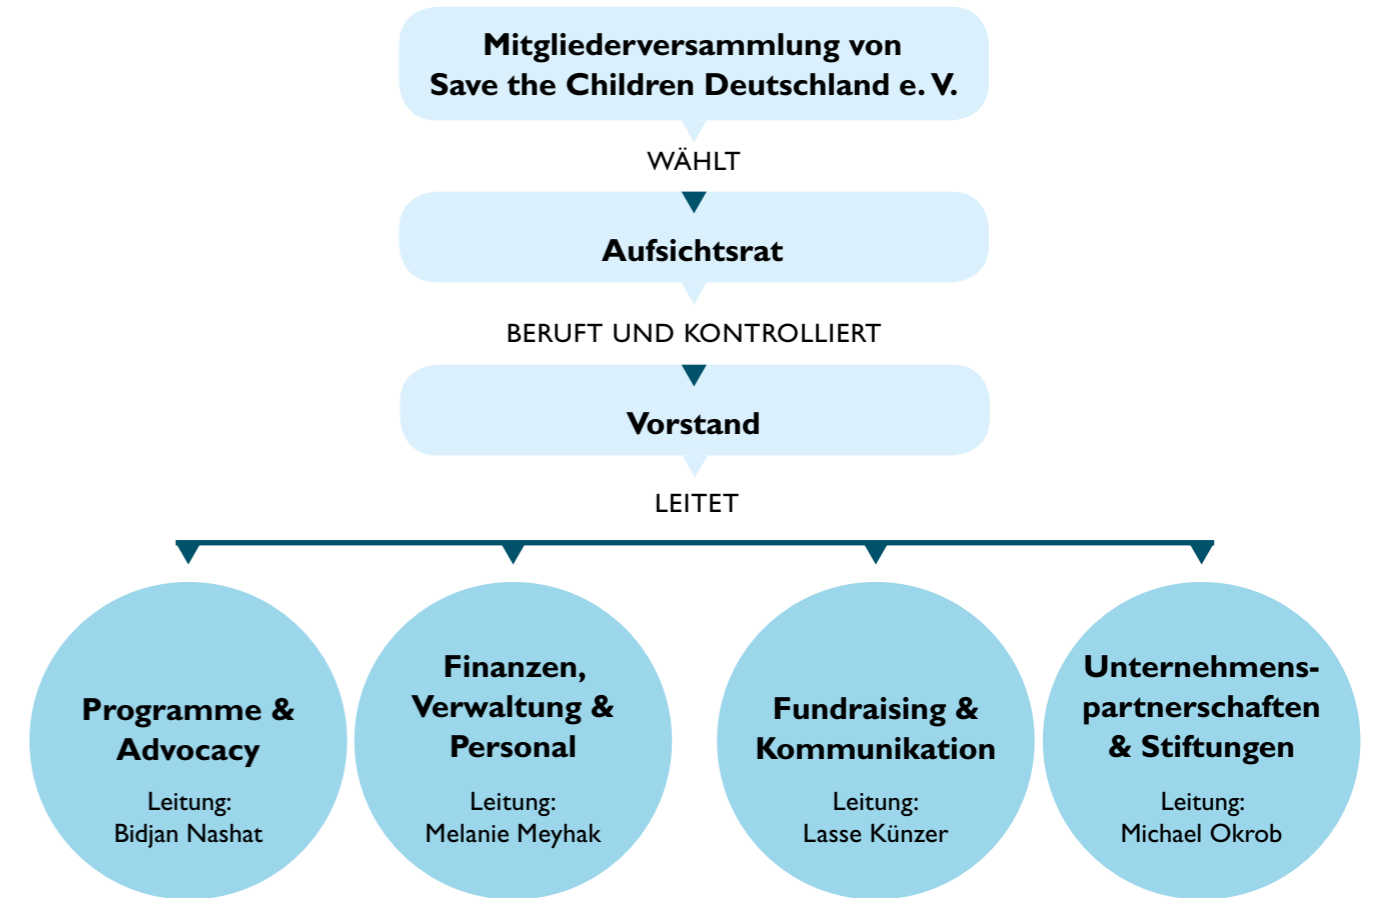 Mitgliederversammlung von
Save the Children Deutschland e. V.
WÄHLT
Aufsichtsrat
BERUFT UND KONTROLLIERT
Vorstand
LEITET
Programme &
Advocacy
Leitung:
Bidjan Nashat
Finanzen,
Verwaltung &
Personal
Leitung:
Melanie Meyhak
Fundraising &
Kommunikation
Leitung:
Lasse Künzer
Unternehmens-
partnerschaften
& Stiftungen
Leitung:
Michael Okrob